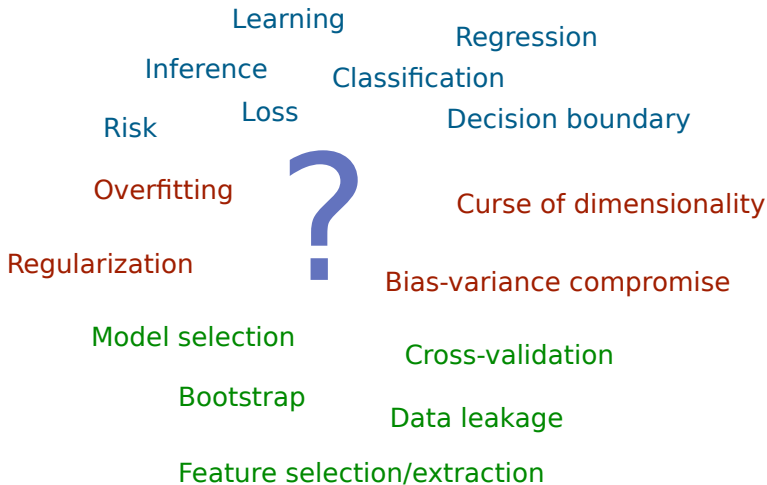 Learning
Regression
Inference
Classification
Loss
Decision boundary
Risk
?
Overfitting
Curse of dimensionality
Regularization
Bias-variance compromise
Model selection
Cross-validation
Bootstrap
Data leakage
Feature selection/extraction